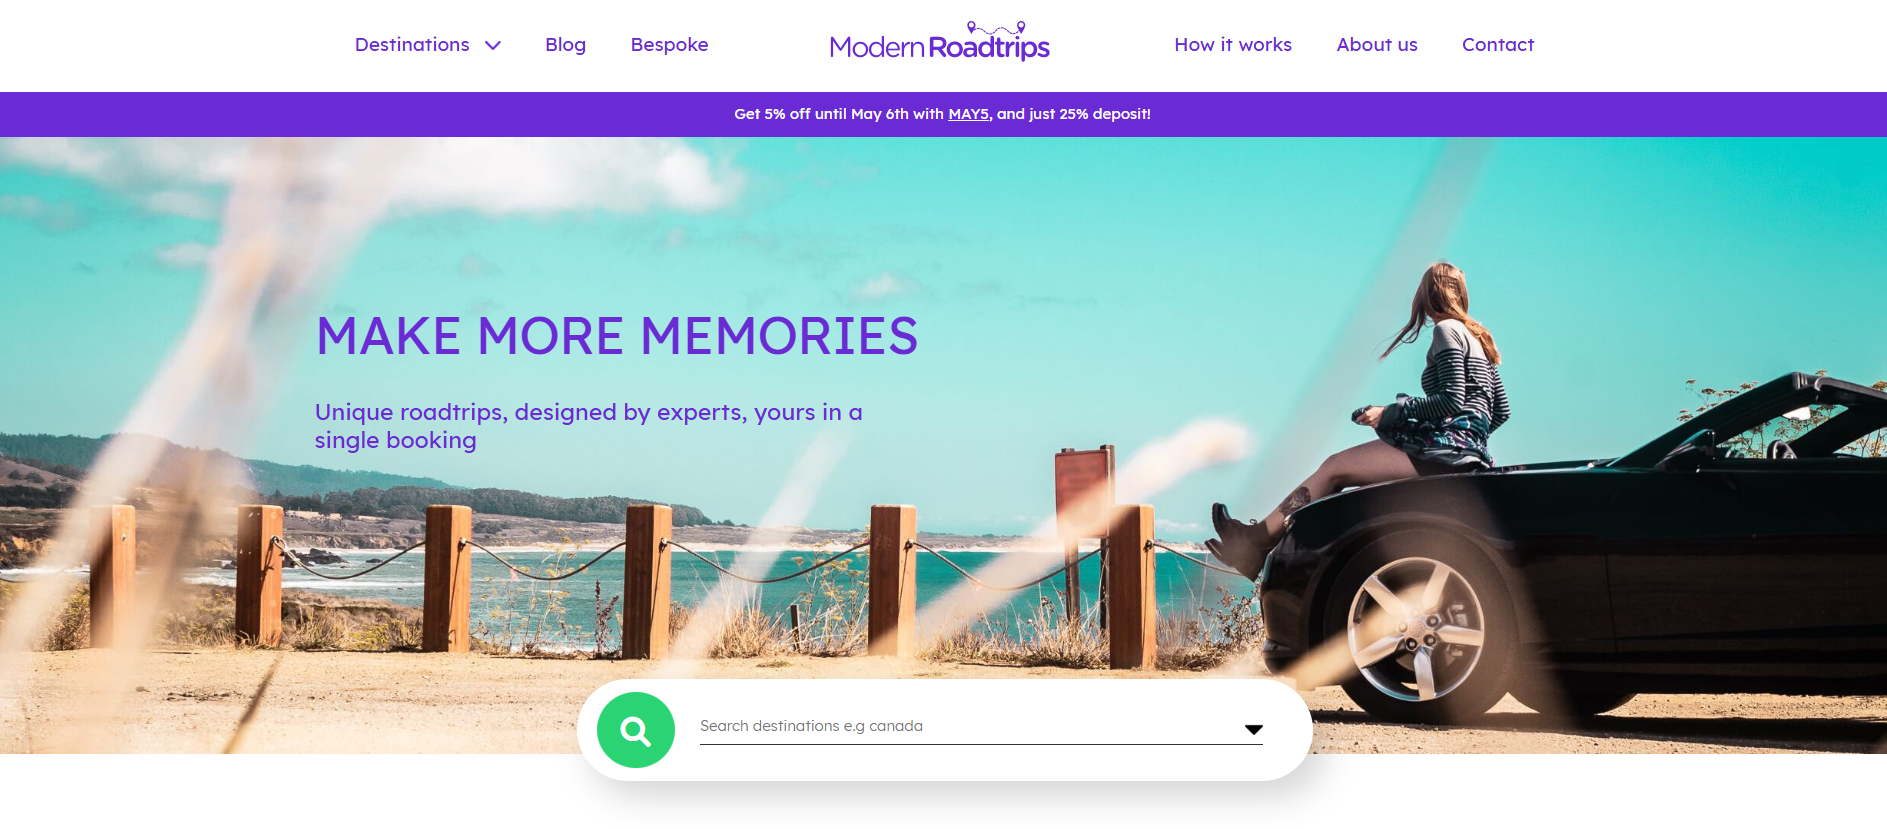 Destinations
Blog
Bespoke
Modern Roadtrips
How it works
About us
Contact
Get 5% off until May 6th with MAY5, and just 25% deposit!
MAKE MORE MEMORIES
Unique roadtrips, designed by experts, yours in a
single booking
Search destinations e.g canada